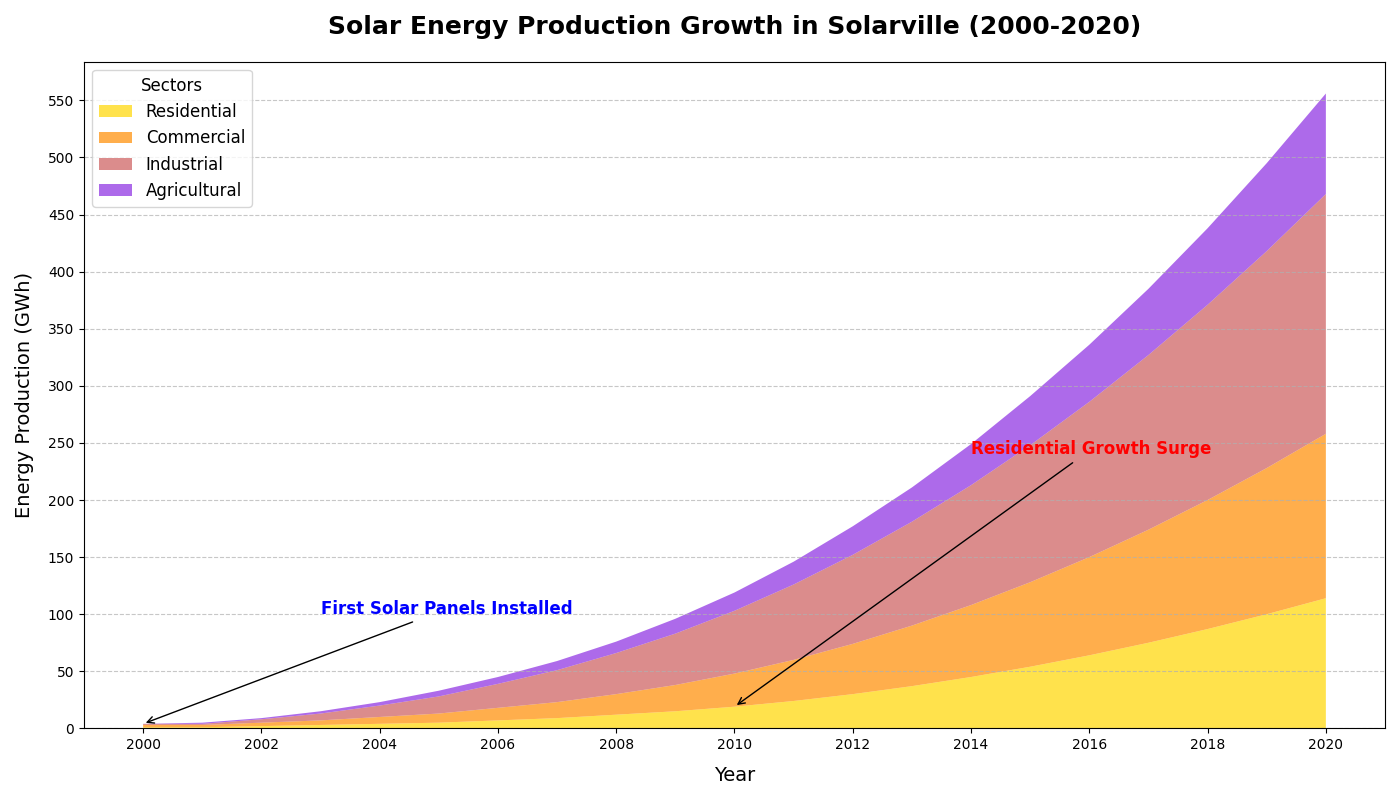 Solar Energy Production Growth in Solarville (2000-2020)
Sectors
Residential
Commercial
Industrial
Agricultural
Energy Production (GWh)
550
500
450
400
350
300
250
200
150
100
50
0
Residential Growth Surge
First Solar Panels Installed
2000 2002 2004 2006 2008 2010 2012 2014 2016 2018 2020
Year